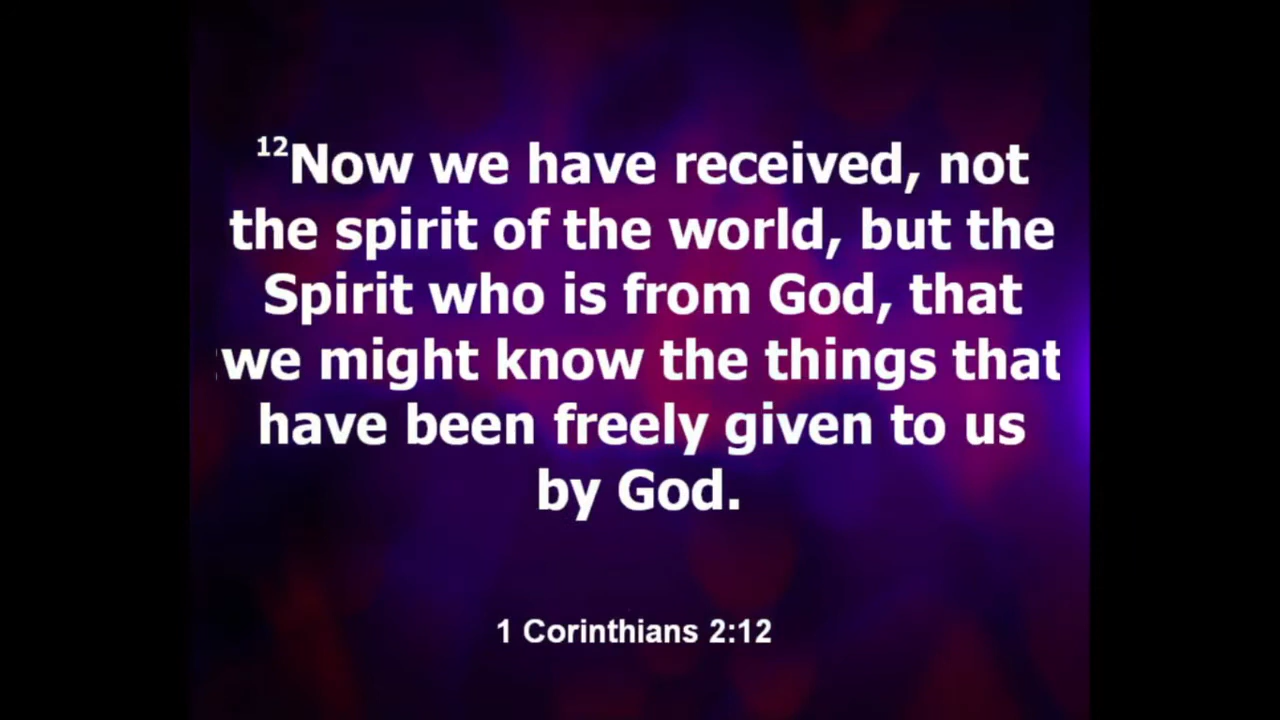 12Now we have received, not
the spirit of the world, but the
Spirit who is from God, that
we might know the things that
have been freely given to us
by God.
1 Corinthians 2:12